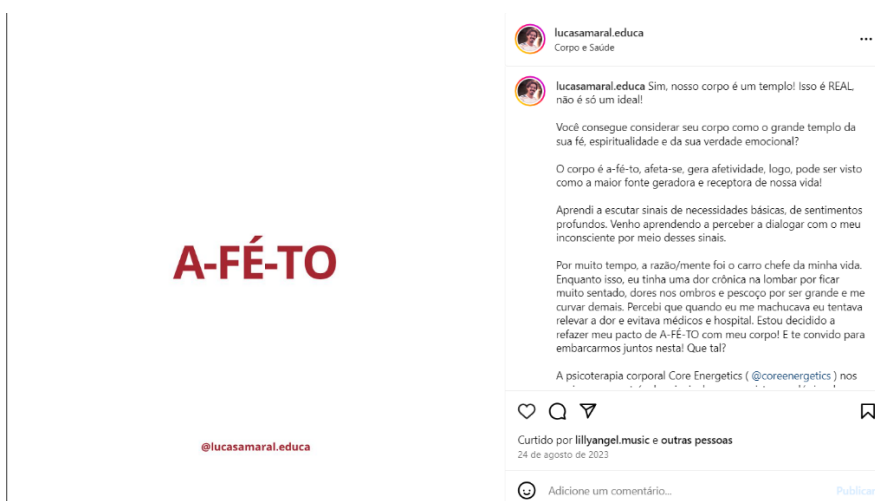 A-FÉ-TO
@lucasamaral.educa
lucasamaral.educa
Corpo e Saúde
lucasamaral.educa Sim, nosso corpo é um templo! Isso é REAL,
não é só um ideal!
Você consegue considerar seu corpo como o grande templo da
sua fé, espiritualidade e da sua verdade emocional?
O corpo é a-fé-to, afeta-se, gera afetividade, logo, pode ser visto
como a maior fonte geradora e receptora de nossa vida!
Aprendi a escutar sinais de necessidades básicas, de sentimentos
profundos. Venho aprendendo a perceber a dialogar com o meu
inconsciente por meio desses sinais.
Por muito tempo, a razão/mente foi o carro chefe da minha vida.
Enquanto isso, eu tinha uma dor crônica na lombar por ficar
muito sentado, dores nos ombros e pescoço por ser grande e me
curvar demais. Percebi que quando eu me machucava eu tentava
relevar a dor e evitava médicos e hospital. Estou decidido a
refazer meu pacto de A-FÉ-TO com meu corpo! E te convido para
embarcarmos juntos nesta! Que tal?
A psicoterapia corporal Core Energetics ( @coreenergetics ) nos
Curtido por lillyangel.music e outras pessoas
24 de agosto de 2023
Adicione um comentário...
Publicar